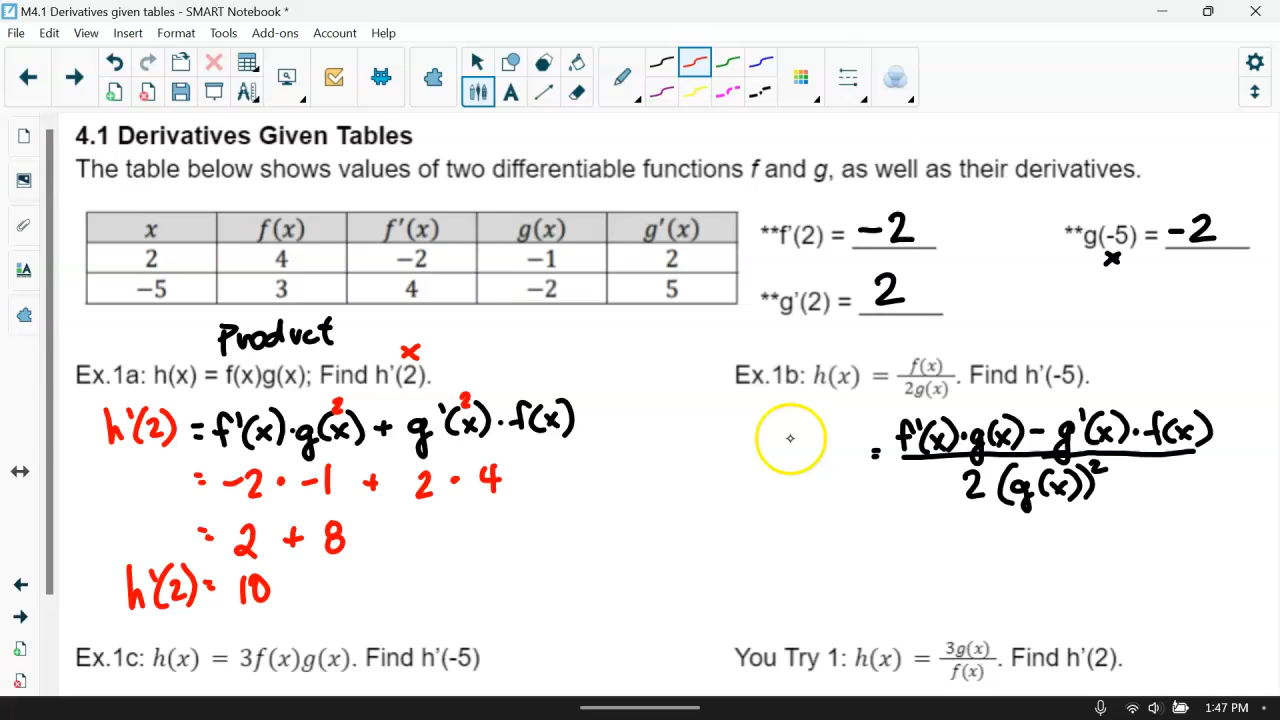 M4.1 Derivatives given tables - SMART Notebook *
File Edit View Insert Format Tools Add-ons Account Help
4.1 Derivatives Given Tables
The table below shows values of two differentiable functions f and g, as well as their derivatives.
x f(x) f'(x) g(x) g'(x)
2 4 −2 −1 2
−5 3 4 −2 5
**f'(2) = -2
**g(-5) = -2
x
**g'(2) = 2
Product
x
Ex.1a: h(x) = f(x)g(x); Find h'(2).
2 2
h'(2) = f'(x)·g(x) + g'(x)·f(x)
= -2 · -1 + 2 · 4
= 2 + 8
h'(2) = 10
Ex.1b: h(x) = f(x)/2g(x). Find h'(-5).
= f'(x)·g(x) - g'(x)·f(x)
2 (g(x))²
Ex.1c: h(x) = 3f(x)g(x). Find h'(-5)
You Try 1: h(x) = 3g(x)/f(x). Find h'(2).
1:47 PM